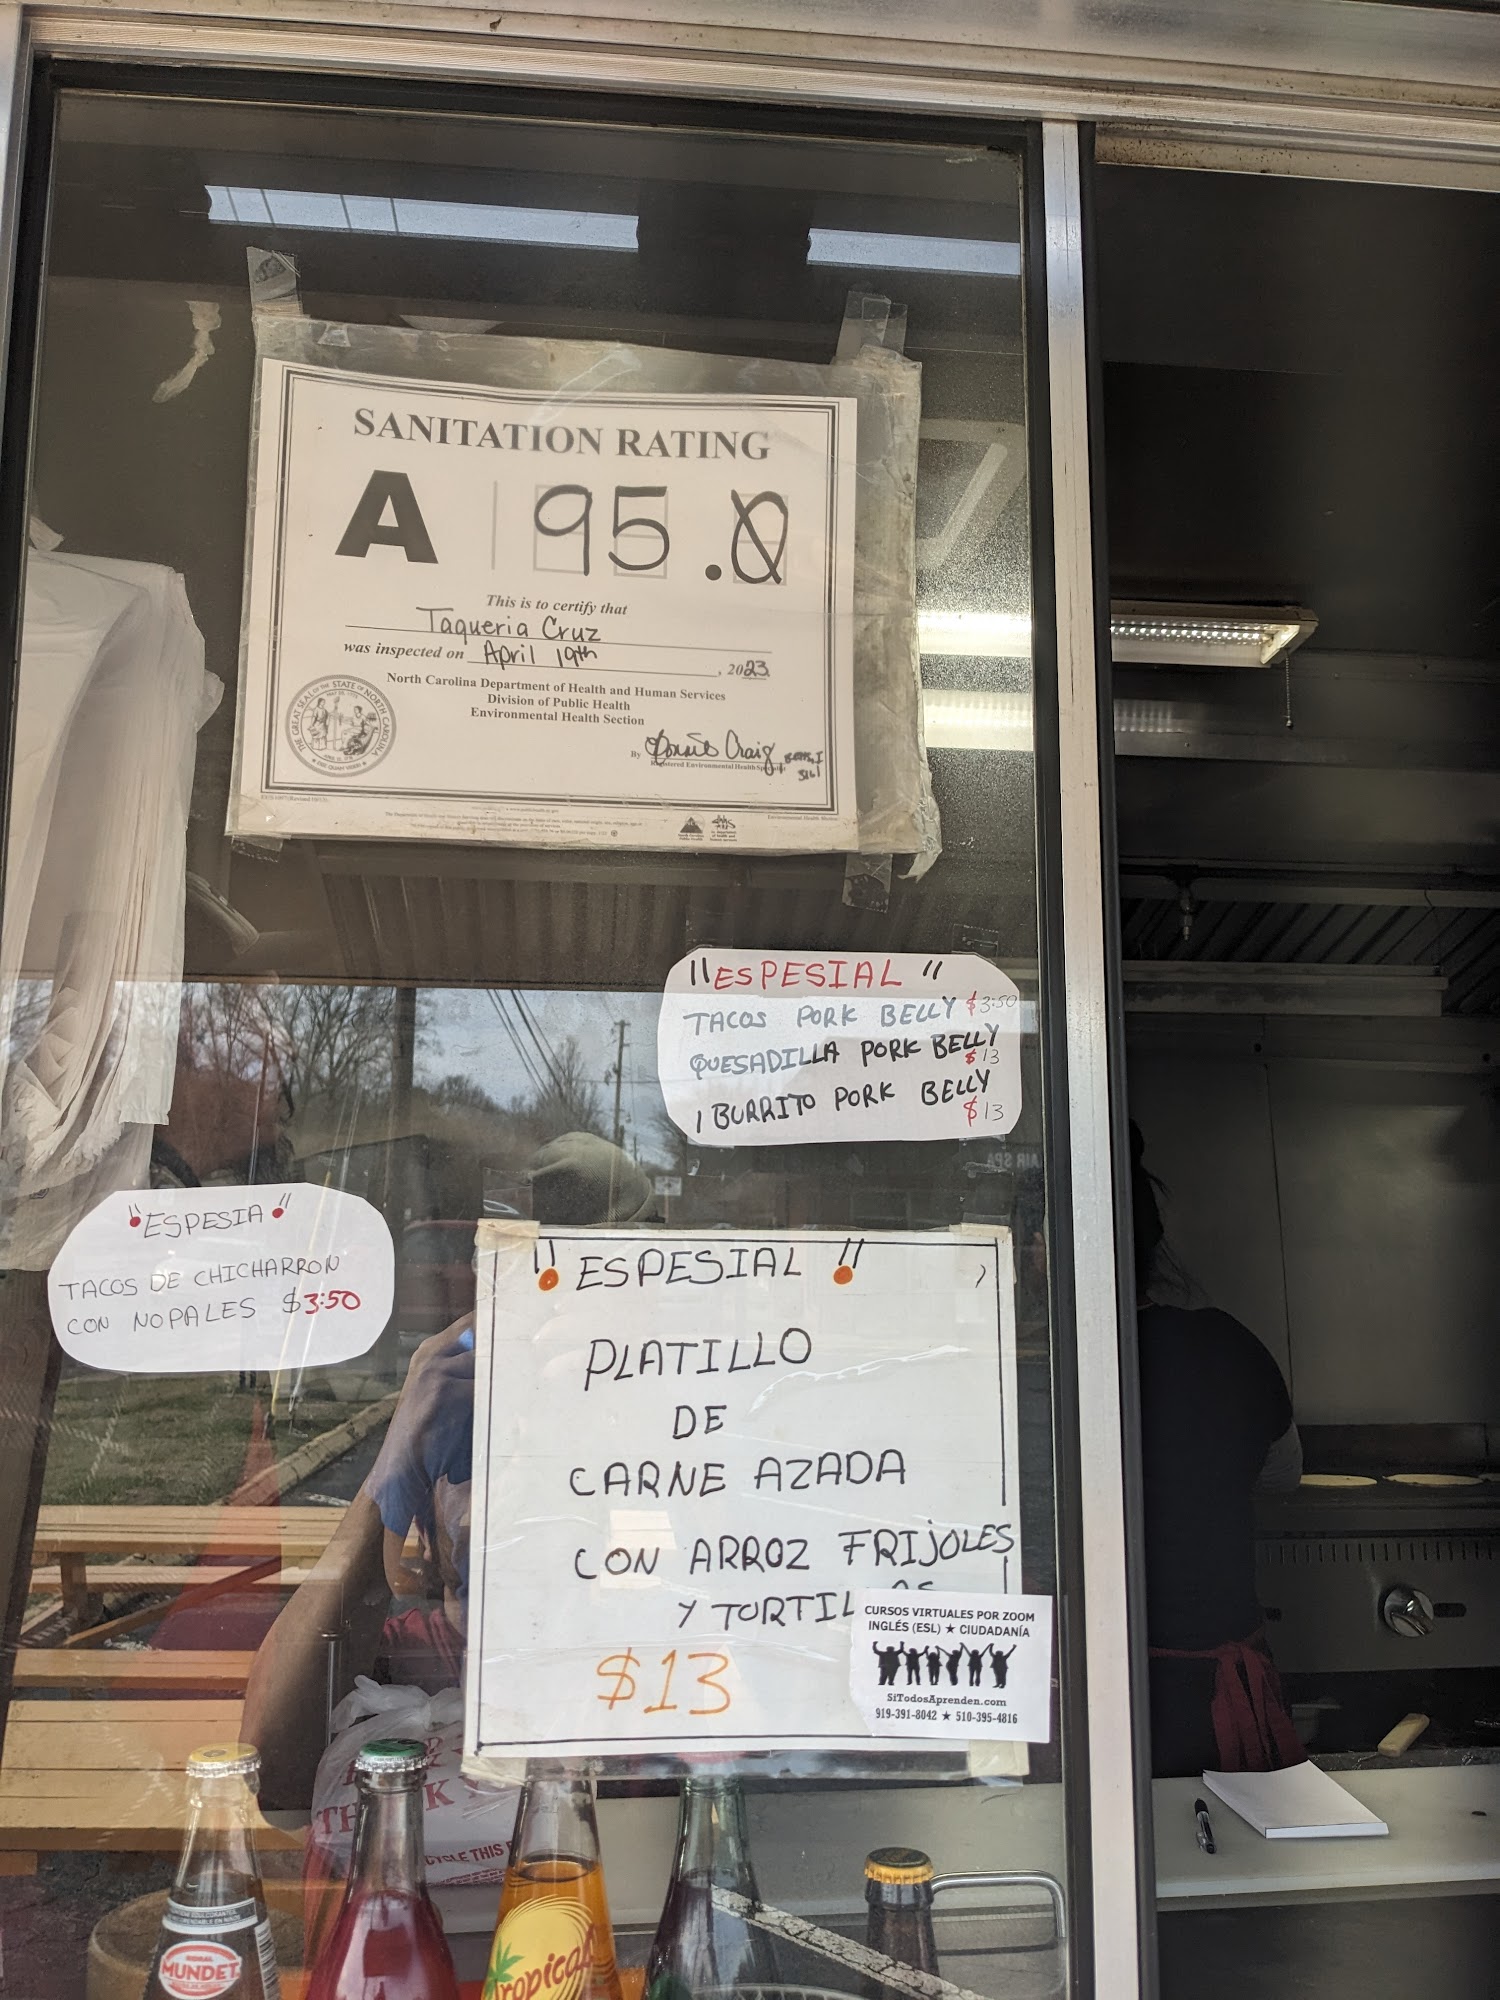 SANITATION RATING
A 95.0
This is to certify that
Taqueria Cruz
was inspected on April 19th, 2023
North Carolina Department of Health and Human Services
Division of Public Health
Environmental Health Section
By
Registered Environmental Health
"ESPESIAL"
TACOS PORK BELLY $3:50
QUESADILLA PORK BELLY
$13
1 BURRITO PORK BELLY
$13
!!ESPESIA!!
TACOS DE CHICHARRON
CON NOPALES $3:50
!! ESPESIAL !!
PLATILLO
DE
CARNE AZADA
CON ARROZ FRIJOLES
Y TORTIL
$13
CURSOS VIRTUALES POR ZOOM
INGLÉS (ESL) ★ CIUDADANÍA
SiTodosAprenden.com
919-391-8042 ★ 510-395-4816
MUNDET
Tropical